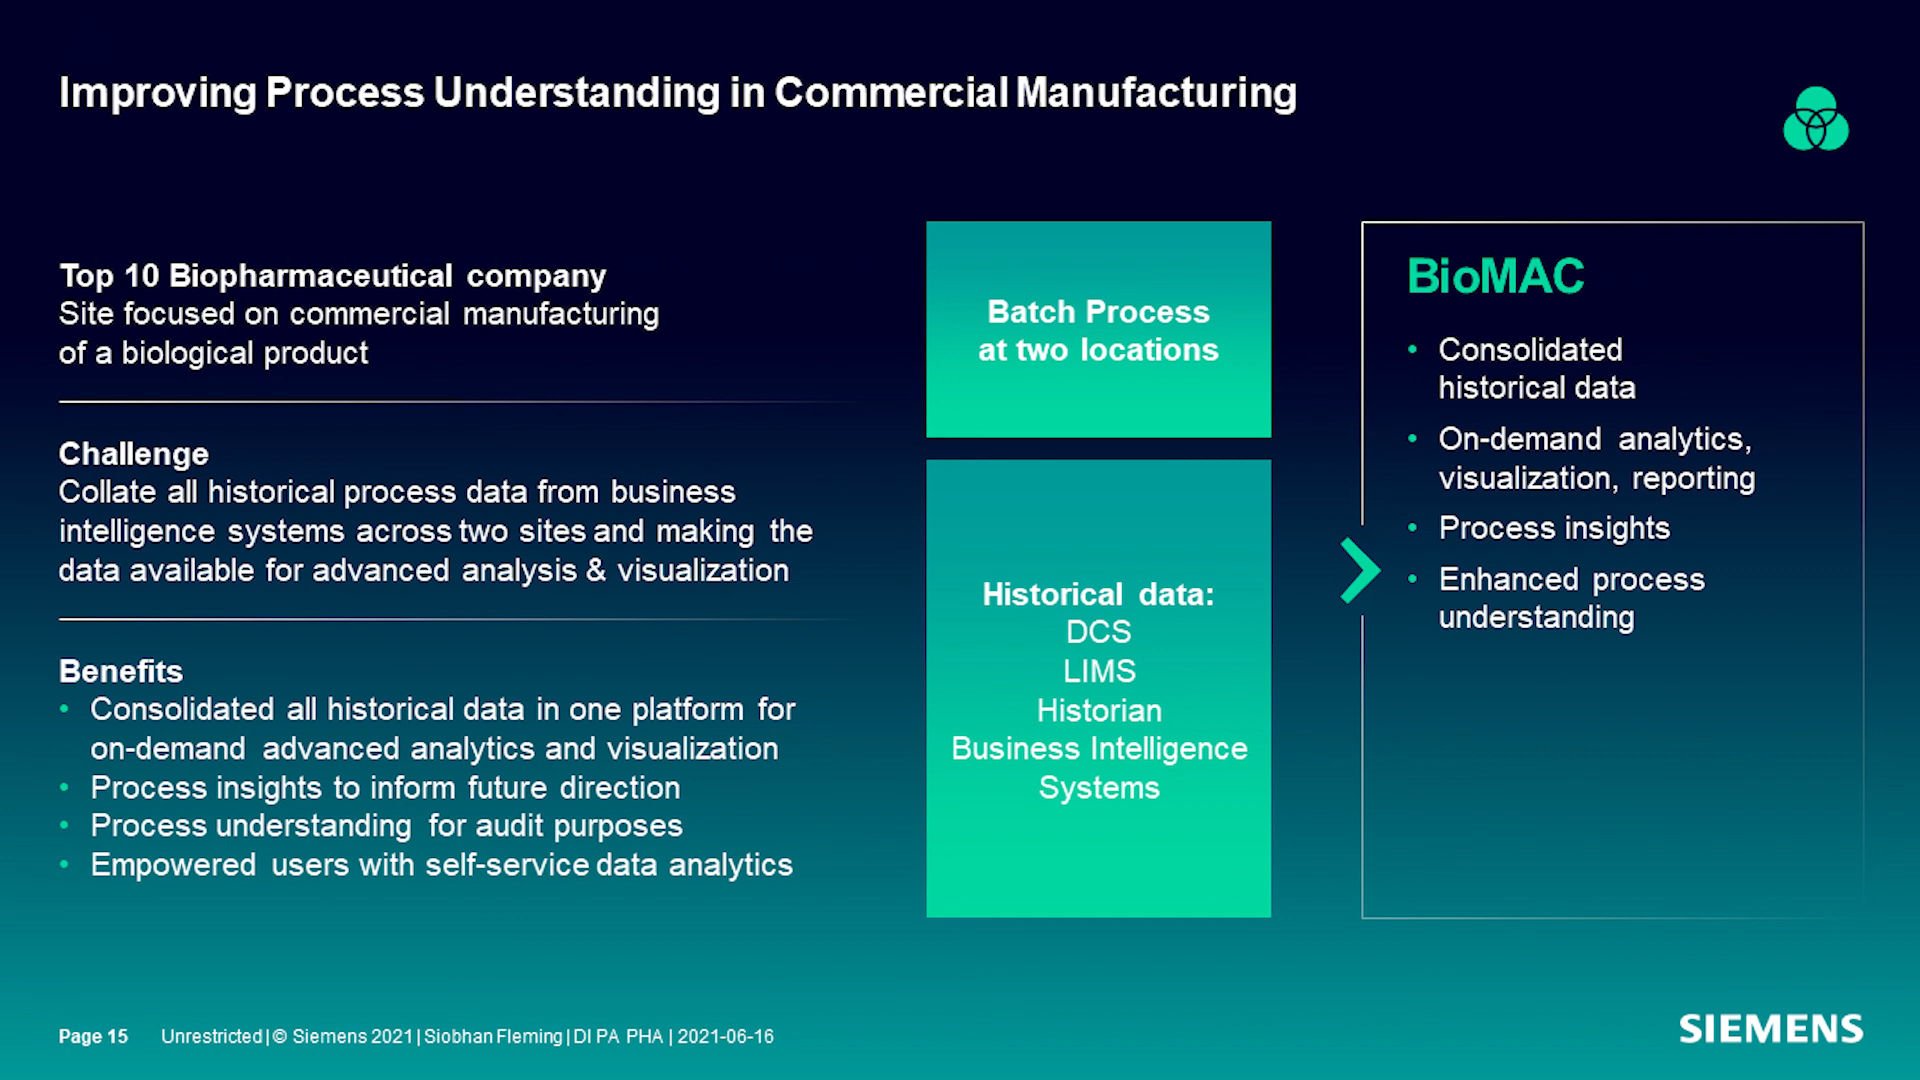 Improving Process Understanding in Commercial Manufacturing
Top 10 Biopharmaceutical company
Site focused on commercial manufacturing
of a biological product
Challenge
Collate all historical process data from business
intelligence systems across two sites and making the
data available for advanced analysis & visualization
Benefits
• Consolidated all historical data in one platform for
on-demand advanced analytics and visualization
• Process insights to inform future direction
• Process understanding for audit purposes
• Empowered users with self-service data analytics
Batch Process
at two locations
Historical data:
DCS
LIMS
Historian
Business Intelligence
Systems
BioMAC
• Consolidated
historical data
• On-demand analytics,
visualization, reporting
• Process insights
• Enhanced process
understanding
Page 15 Unrestricted | © Siemens 2021 | Siobhan Fleming | DI PA PHA | 2021-06-16
SIEMENS